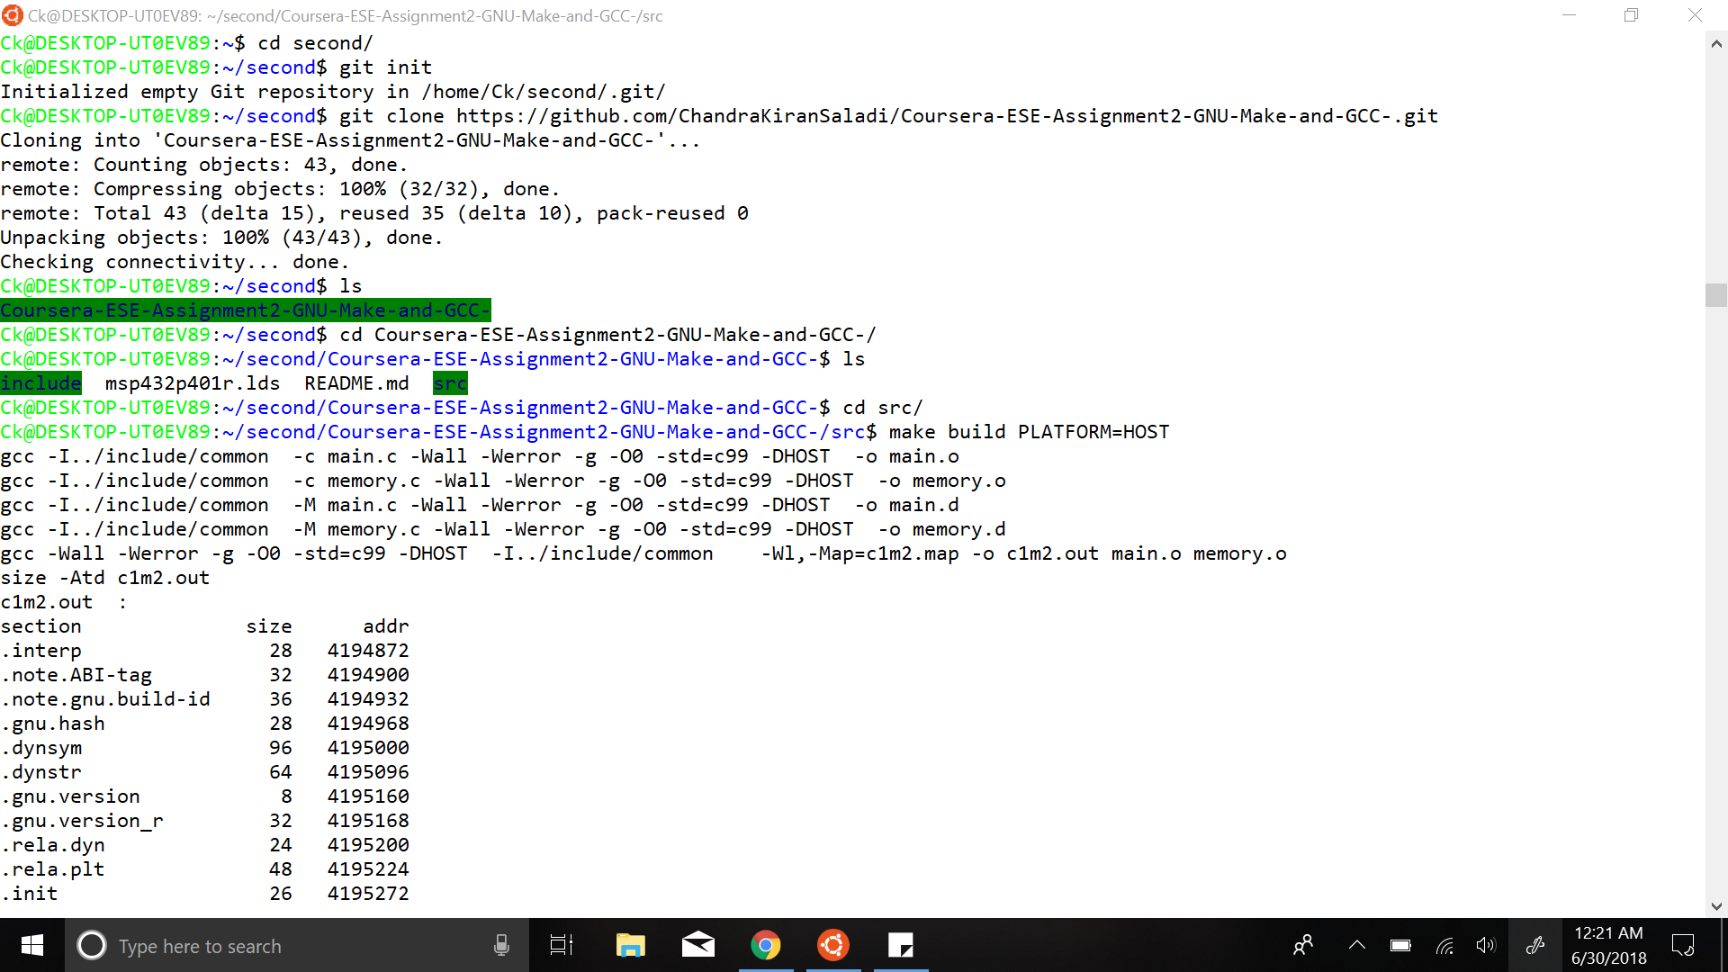 Ck@DESKTOP-UT0EV89: ~/second/Coursera-ESE-Assignment2-GNU-Make-and-GCC-/src
Ck@DESKTOP-UT0EV89:~$ cd second/
Ck@DESKTOP-UT0EV89:~/second$ git init
Initialized empty Git repository in /home/Ck/second/.git/
Ck@DESKTOP-UT0EV89:~/second$ git clone https://github.com/ChandraKiranSaladi/Coursera-ESE-Assignment2-GNU-Make-and-GCC-.git
Cloning into 'Coursera-ESE-Assignment2-GNU-Make-and-GCC-'...
remote: Counting objects: 43, done.
remote: Compressing objects: 100% (32/32), done.
remote: Total 43 (delta 15), reused 35 (delta 10), pack-reused 0
Unpacking objects: 100% (43/43), done.
Checking connectivity... done.
Ck@DESKTOP-UT0EV89:~/second$ ls
Coursera-ESE-Assignment2-GNU-Make-and-GCC-
Ck@DESKTOP-UT0EV89:~/second$ cd Coursera-ESE-Assignment2-GNU-Make-and-GCC-/
Ck@DESKTOP-UT0EV89:~/second/Coursera-ESE-Assignment2-GNU-Make-and-GCC-$ ls
include  msp432p401r.lds  README.md  src
Ck@DESKTOP-UT0EV89:~/second/Coursera-ESE-Assignment2-GNU-Make-and-GCC-$ cd src/
Ck@DESKTOP-UT0EV89:~/second/Coursera-ESE-Assignment2-GNU-Make-and-GCC-/src$ make build PLATFORM=HOST
gcc -I../include/common  -c main.c -Wall -Werror -g -O0 -std=c99 -DHOST  -o main.o
gcc -I../include/common  -c memory.c -Wall -Werror -g -O0 -std=c99 -DHOST  -o memory.o
gcc -I../include/common  -M main.c -Wall -Werror -g -O0 -std=c99 -DHOST  -o main.d
gcc -I../include/common  -M memory.c -Wall -Werror -g -O0 -std=c99 -DHOST  -o memory.d
gcc -Wall -Werror -g -O0 -std=c99 -DHOST  -I../include/common    -Wl,-Map=c1m2.map -o c1m2.out main.o memory.o
size -Atd c1m2.out
c1m2.out  :
section              size      addr
.interp                28   4194872
.note.ABI-tag          32   4194900
.note.gnu.build-id     36   4194932
.gnu.hash              28   4194968
.dynsym                96   4195000
.dynstr                64   4195096
.gnu.version            8   4195160
.gnu.version_r         32   4195168
.rela.dyn              24   4195200
.rela.plt              48   4195224
.init                  26   4195272
Type here to search
12:21 AM
6/30/2018